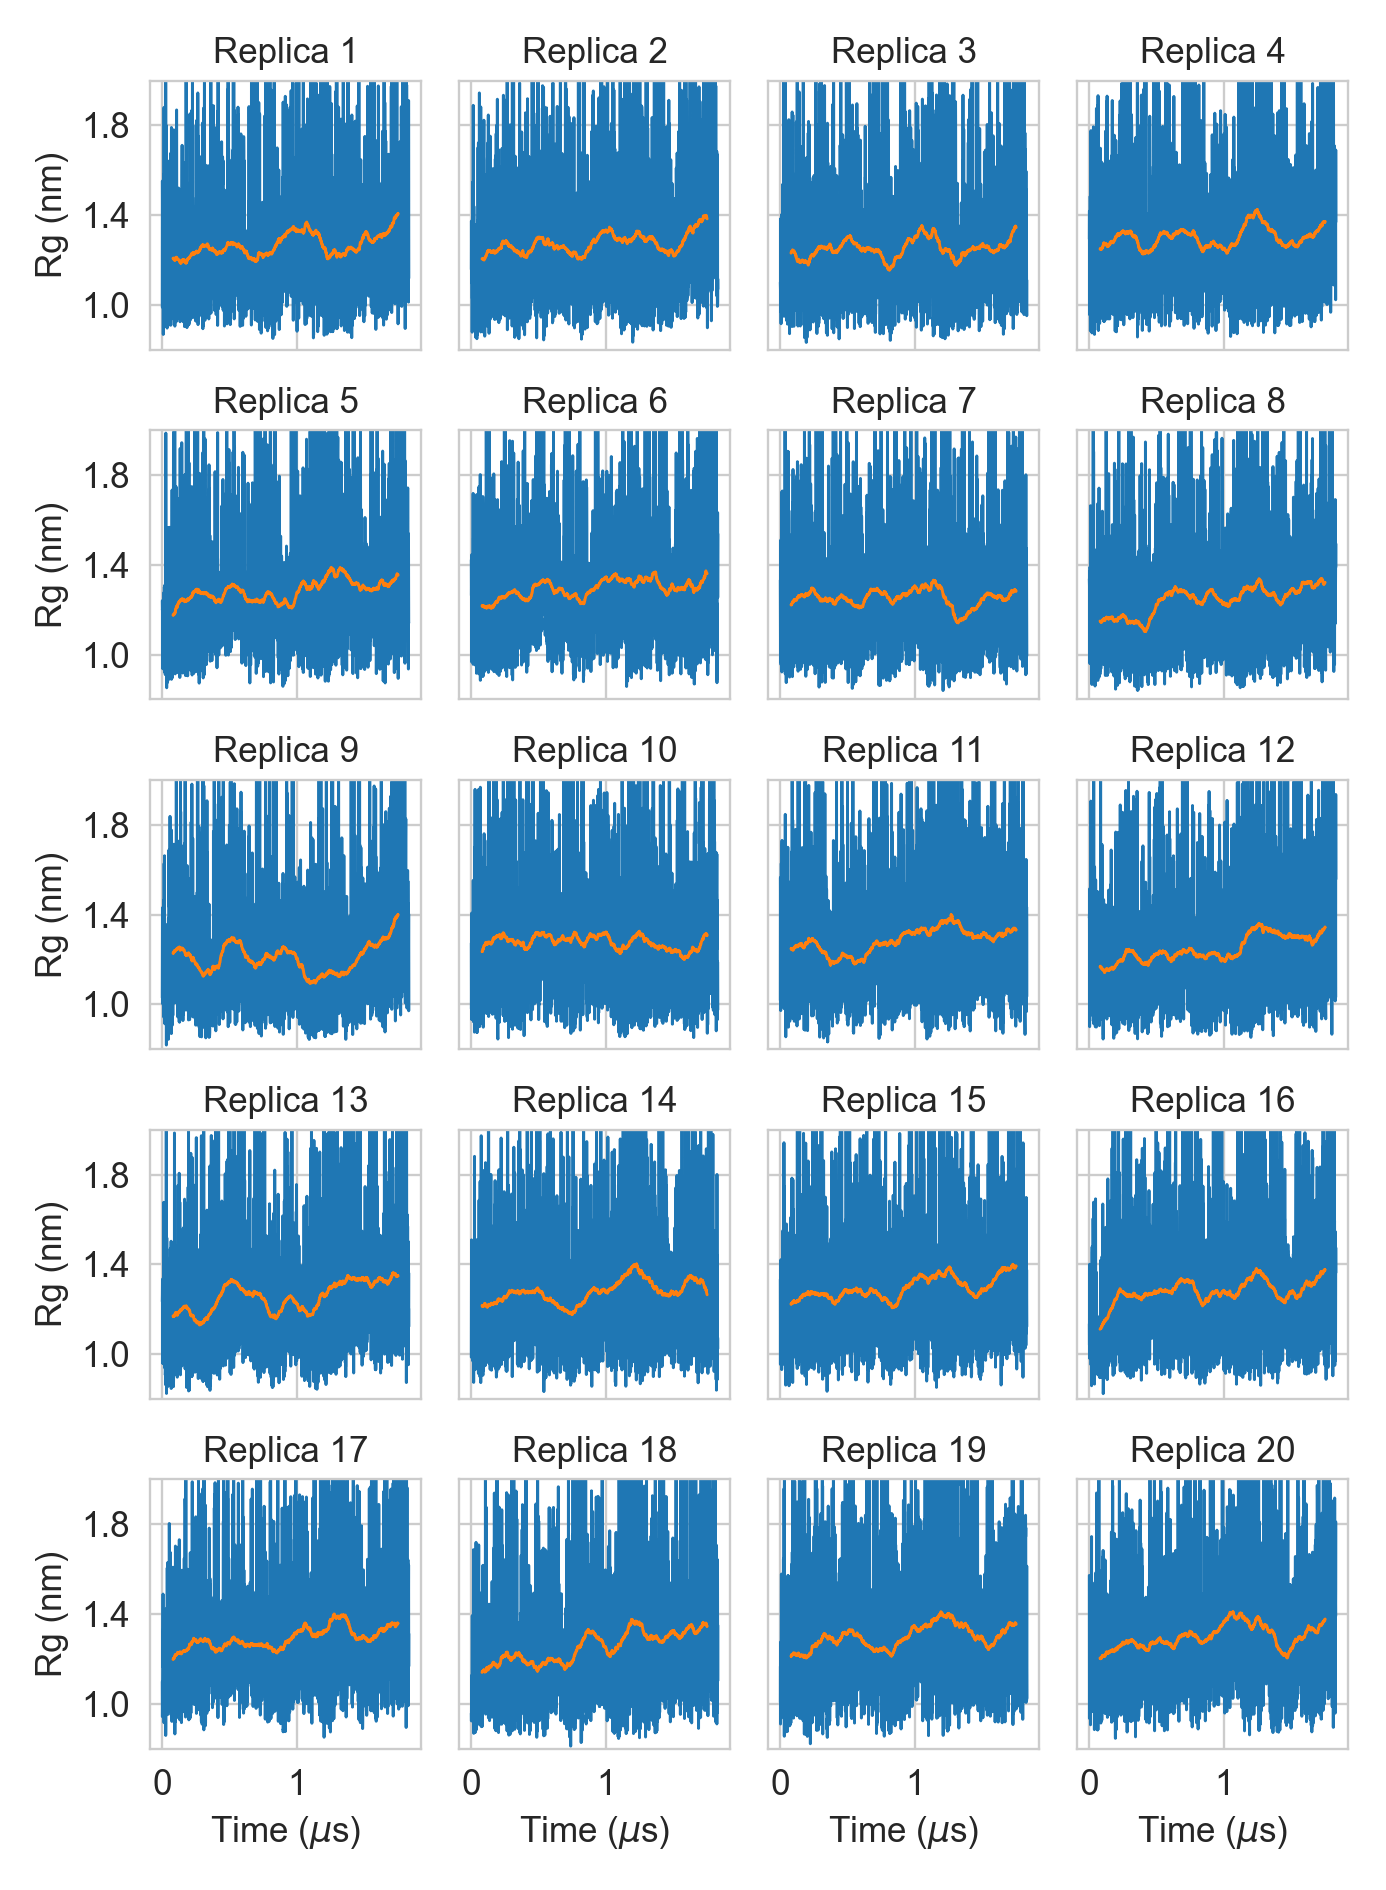 Replica 1 Replica 2 Replica 3 Replica 4
1.8
1.4
1.0
Rg (nm)
Replica 5 Replica 6 Replica 7 Replica 8
1.8
1.4
1.0
Rg (nm)
Replica 9 Replica 10 Replica 11 Replica 12
1.8
1.4
1.0
Rg (nm)
Replica 13 Replica 14 Replica 15 Replica 16
1.8
1.4
1.0
Rg (nm)
Replica 17 Replica 18 Replica 19 Replica 20
1.8
1.4
1.0
Rg (nm)
0 1 0 1 0 1 0 1
Time (μs) Time (μs) Time (μs) Time (μs)